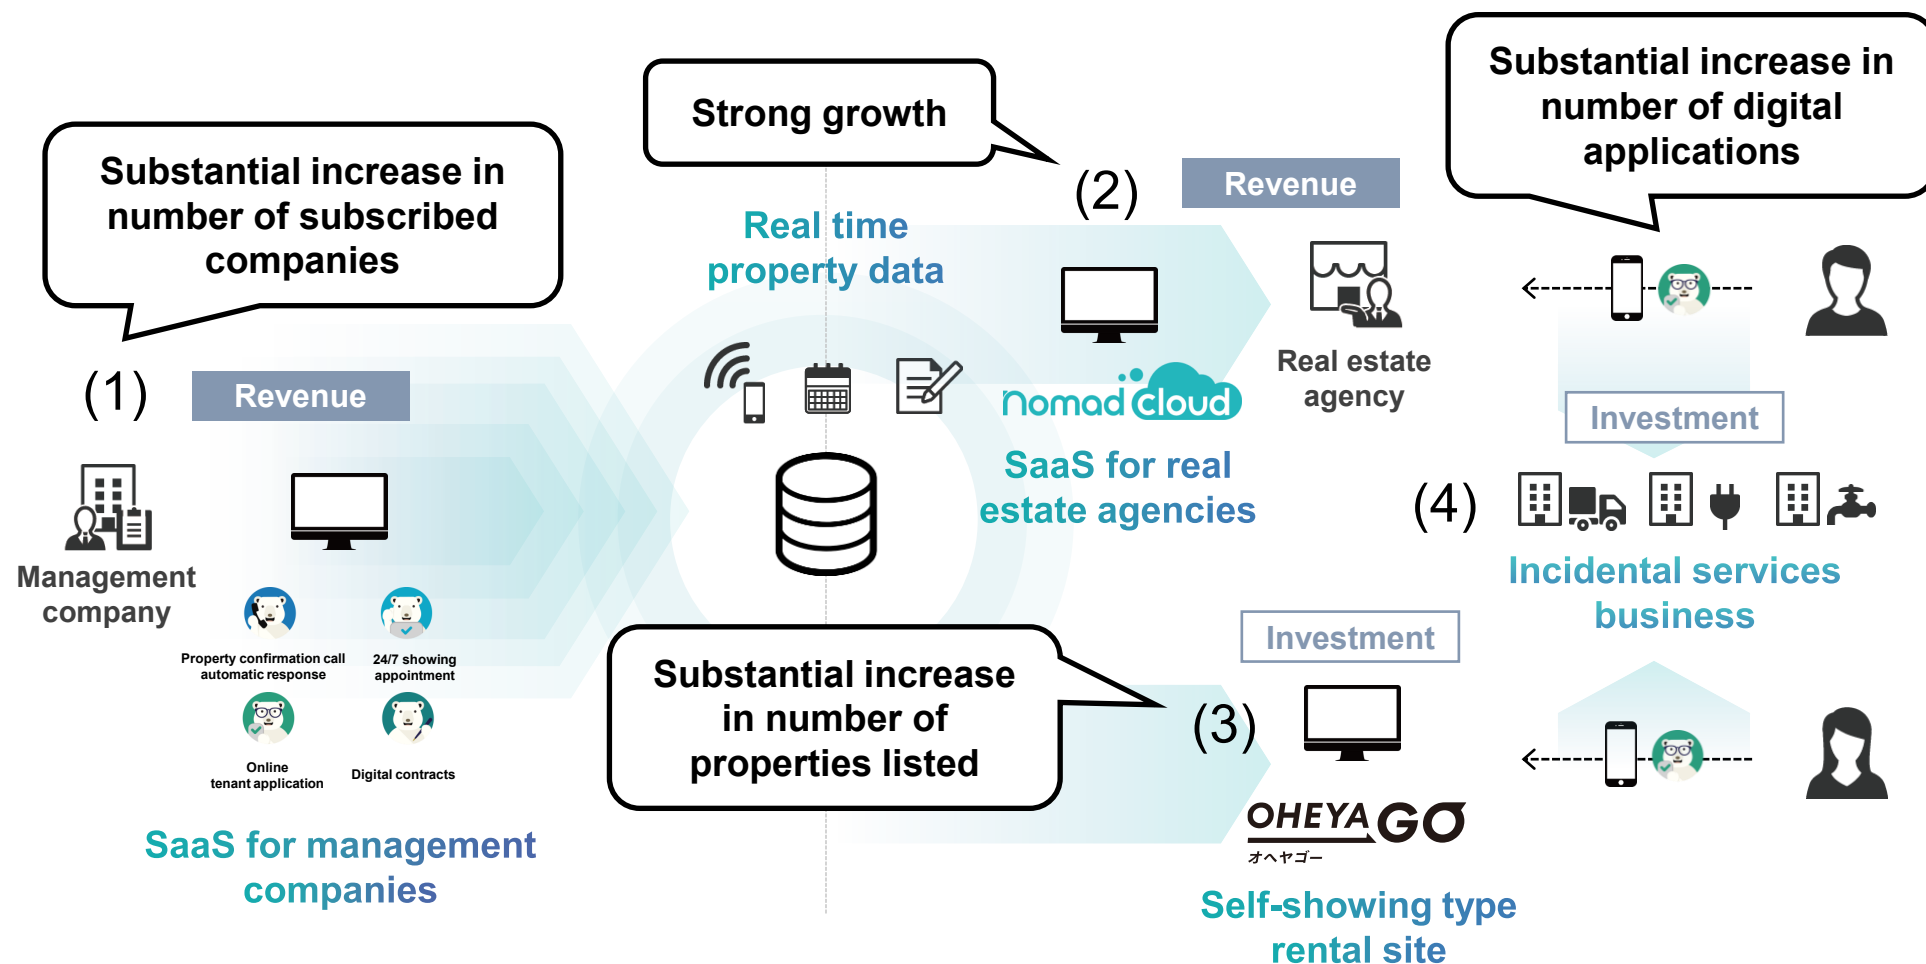 Substantial increase in
number of subscribed
companies
(1)
Revenue
Management
company
Property confirmation call
automatic response
24/7 showing
appointment
Online
tenant application
Digital contracts
SaaS for management
companies
Strong growth
Real time
property data
(2)
Revenue
Real estate
agency
nomad cloud
SaaS for real
estate agencies
Substantial increase
in number of
properties listed
(3)
Investment
OHEYAGO
オヘヤゴー
Self-showing type
rental site
Substantial increase in
number of digital
applications
Investment
(4)
Incidental services
business